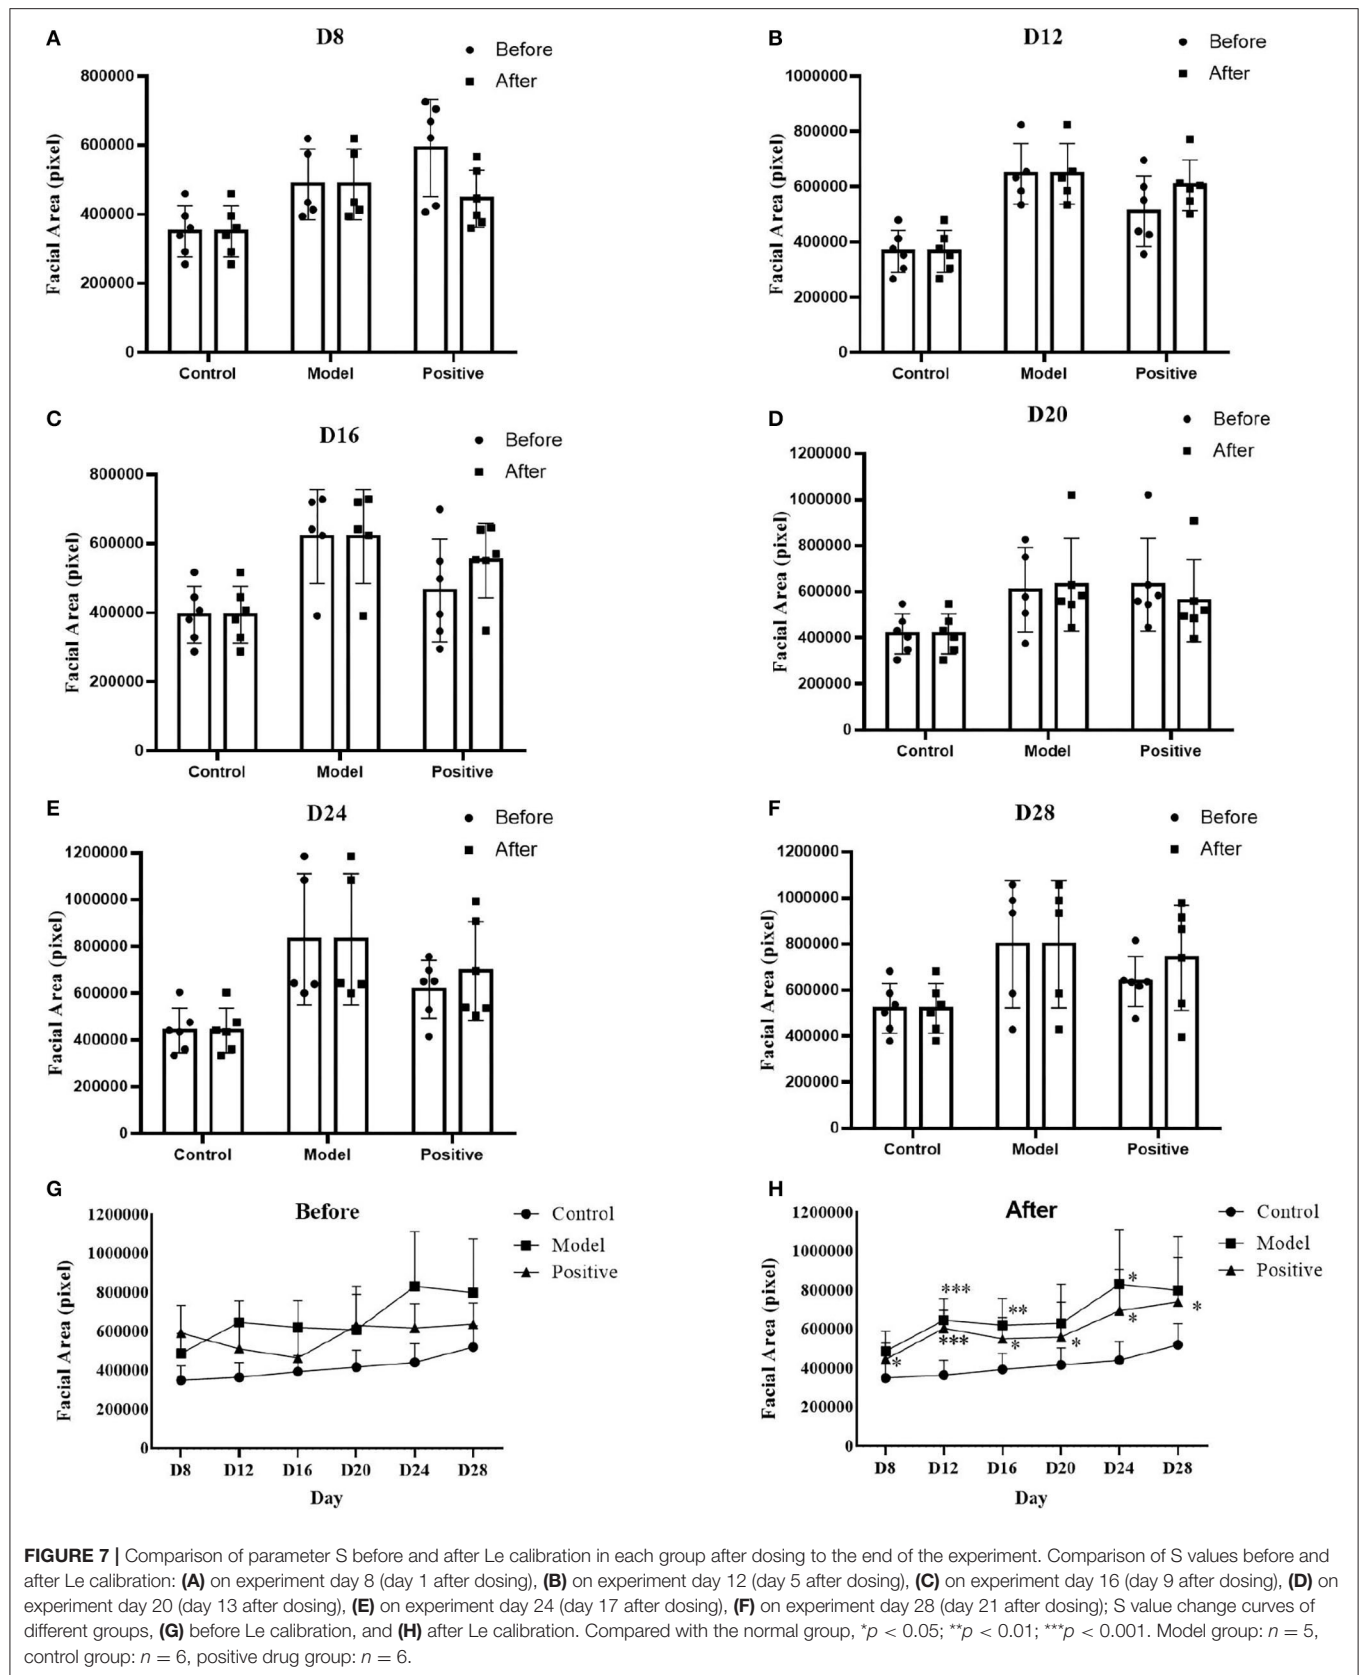 A
D8
Before
After
Facial Area (pixel)
800000
600000
400000
200000
0
Control Model Positive
B
D12
Before
After
Facial Area (pixel)
1000000
800000
600000
400000
200000
0
Control Model Positive
C
D16
Before
After
Facial Area (pixel)
800000
600000
400000
200000
0
Control Model Positive
D
D20
Before
After
Facial Area (pixel)
1200000
1000000
800000
600000
400000
200000
0
Control Model Positive
E
D24
Before
After
Facial Area (pixel)
1200000
1000000
800000
600000
400000
200000
0
Control Model Positive
F
D28
Before
After
Facial Area (pixel)
1200000
1000000
800000
600000
400000
200000
0
Control Model Positive
G
Before
Control
Model
Positive
Facial Area (pixel)
1200000
1000000
800000
600000
400000
200000
0
D8 D12 D16 D20 D24 D28
Day
H
After
Control
Model
Positive
Facial Area (pixel)
1200000
1000000
800000
600000
400000
200000
0
*** ** *
* *** * * * *
D8 D12 D16 D20 D24 D28
Day
FIGURE 7 | Comparison of parameter S before and after Le calibration in each group after dosing to the end of the experiment. Comparison of S values before and
after Le calibration: (A) on experiment day 8 (day 1 after dosing), (B) on experiment day 12 (day 5 after dosing), (C) on experiment day 16 (day 9 after dosing), (D) on
experiment day 20 (day 13 after dosing), (E) on experiment day 24 (day 17 after dosing), (F) on experiment day 28 (day 21 after dosing); S value change curves of
different groups, (G) before Le calibration, and (H) after Le calibration. Compared with the normal group, *p < 0.05; **p < 0.01; ***p < 0.001. Model group: n = 5,
control group: n = 6, positive drug group: n = 6.